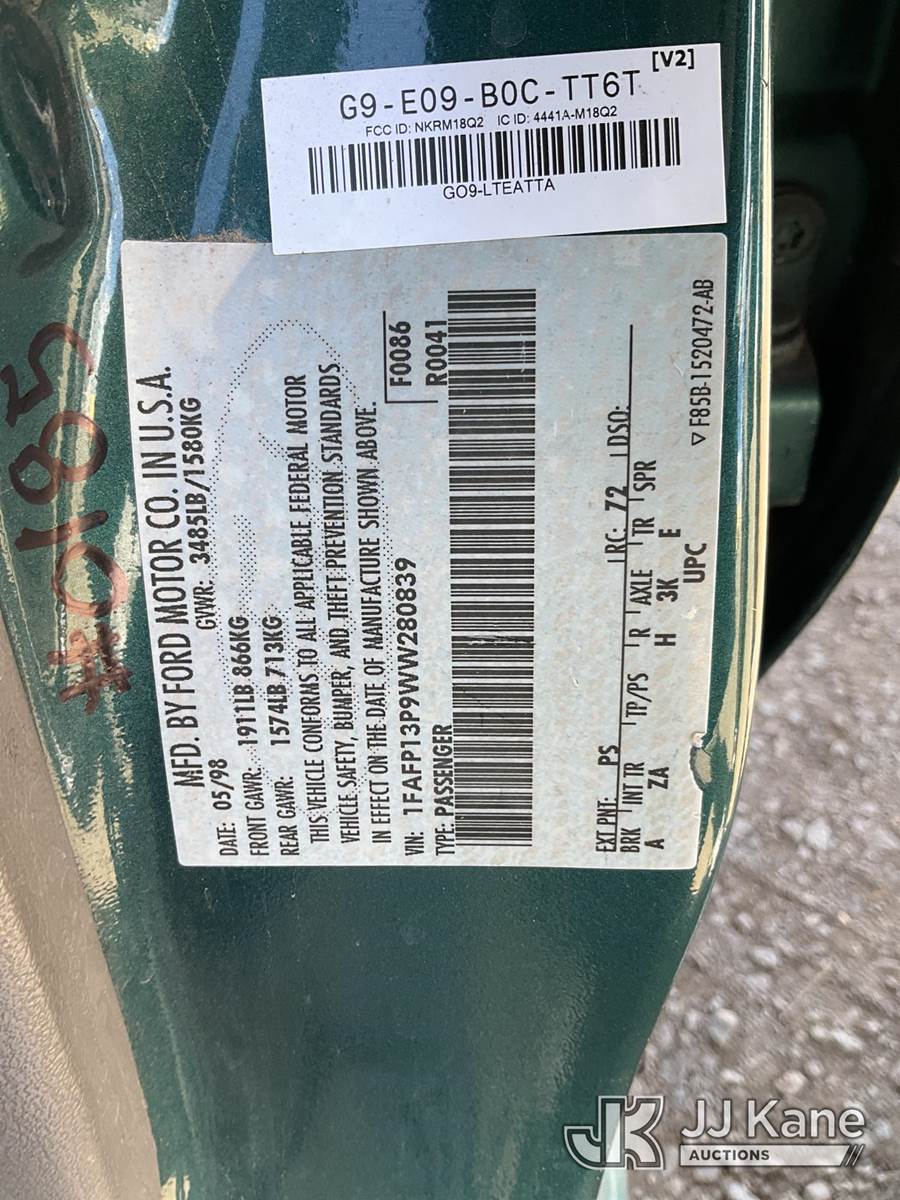 [V2]
G9-E09-B0C-TT6T
FCC ID: NKRM18Q2 IC ID: 4441A-M18Q2
GO9-LTEATTA
#0185
MFD. BY FORD MOTOR CO. IN U.S.A.
DATE: 05/98 GVWR: 3485LB/1580KG
FRONT GAWR: 1911LB 866KG
REAR GAWR: 1574LB 713KG
THIS VEHICLE CONFORMS TO ALL APPLICABLE FEDERAL MOTOR
VEHICLE SAFETY, BUMPER, AND THEFT PREVENTION STANDARDS
IN EFFECT ON THE DATE OF MANUFACTURE SHOWN ABOVE.
VIN: 1FAFP13P9WW280839
TYPE: PASSENGER
F0086
R0041
EXT PNT: PS RC: 72 DSO:
BRK INT TR TP/PS R AXLE TR SPR
A ZA H 3K E
UPC
▽ F85B-1520472-AB
JK JJ Kane
AUCTIONS